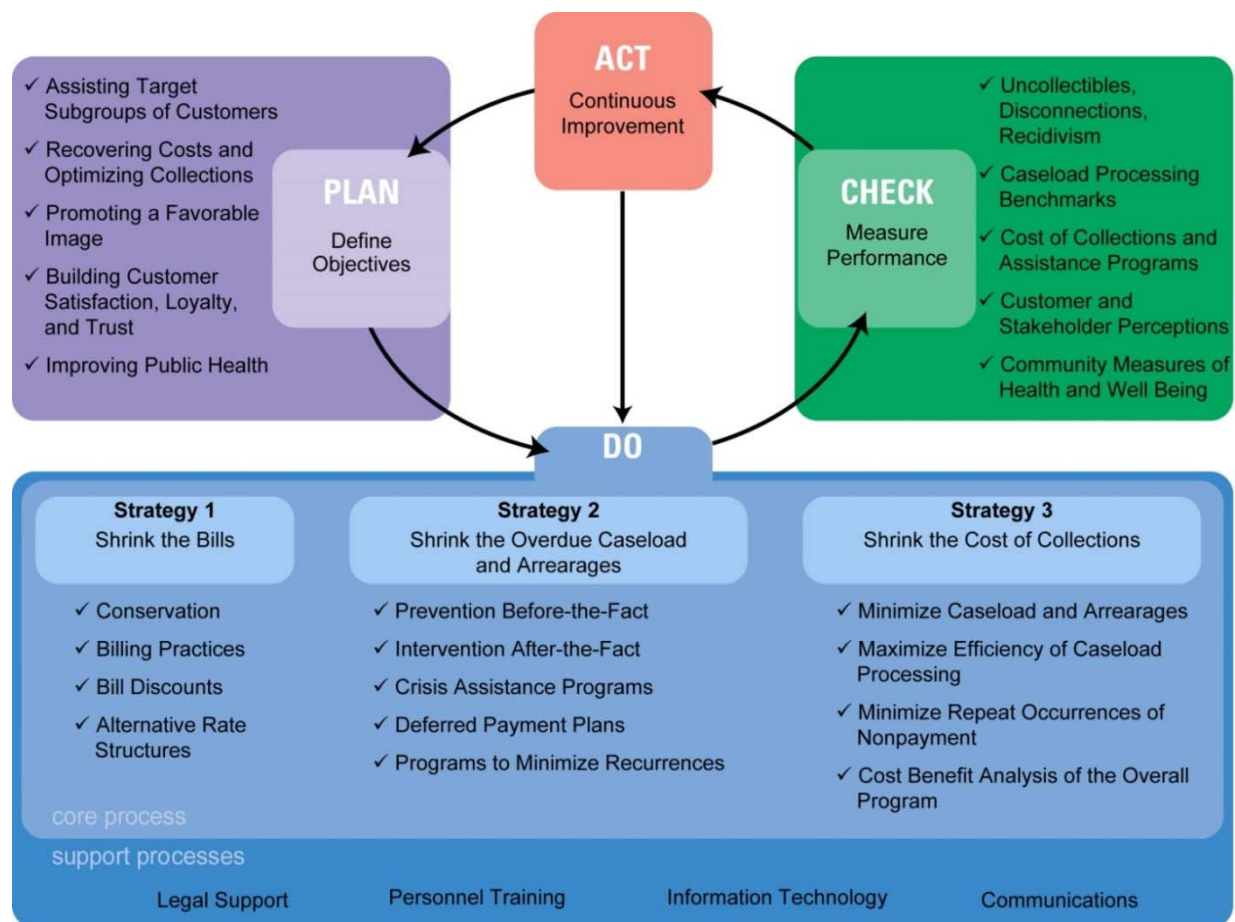 ACT
Continuous
Improvement
✓ Assisting Target
Subgroups of Customers
✓ Recovering Costs and
Optimizing Collections
✓ Promoting a Favorable
Image
✓ Building Customer
Satisfaction, Loyalty,
and Trust
✓ Improving Public Health
PLAN
Define
Objectives
CHECK
Measure
Performance
✓ Uncollectibles,
Disconnections,
Recidivism
✓ Caseload Processing
Benchmarks
✓ Cost of Collections and
Assistance Programs
✓ Customer and
Stakeholder Perceptions
✓ Community Measures of
Health and Well Being
DO
Strategy 1
Shrink the Bills
✓ Conservation
✓ Billing Practices
✓ Bill Discounts
✓ Alternative Rate
Structures
Strategy 2
Shrink the Overdue Caseload
and Arrearages
✓ Prevention Before-the-Fact
✓ Intervention After-the-Fact
✓ Crisis Assistance Programs
✓ Deferred Payment Plans
✓ Programs to Minimize Recurrences
Strategy 3
Shrink the Cost of Collections
✓ Minimize Caseload and Arrearages
✓ Maximize Efficiency of Caseload
Processing
✓ Minimize Repeat Occurrences of
Nonpayment
✓ Cost Benefit Analysis of the Overall
Program
core process
support processes
Legal Support
Personnel Training
Information Technology
Communications